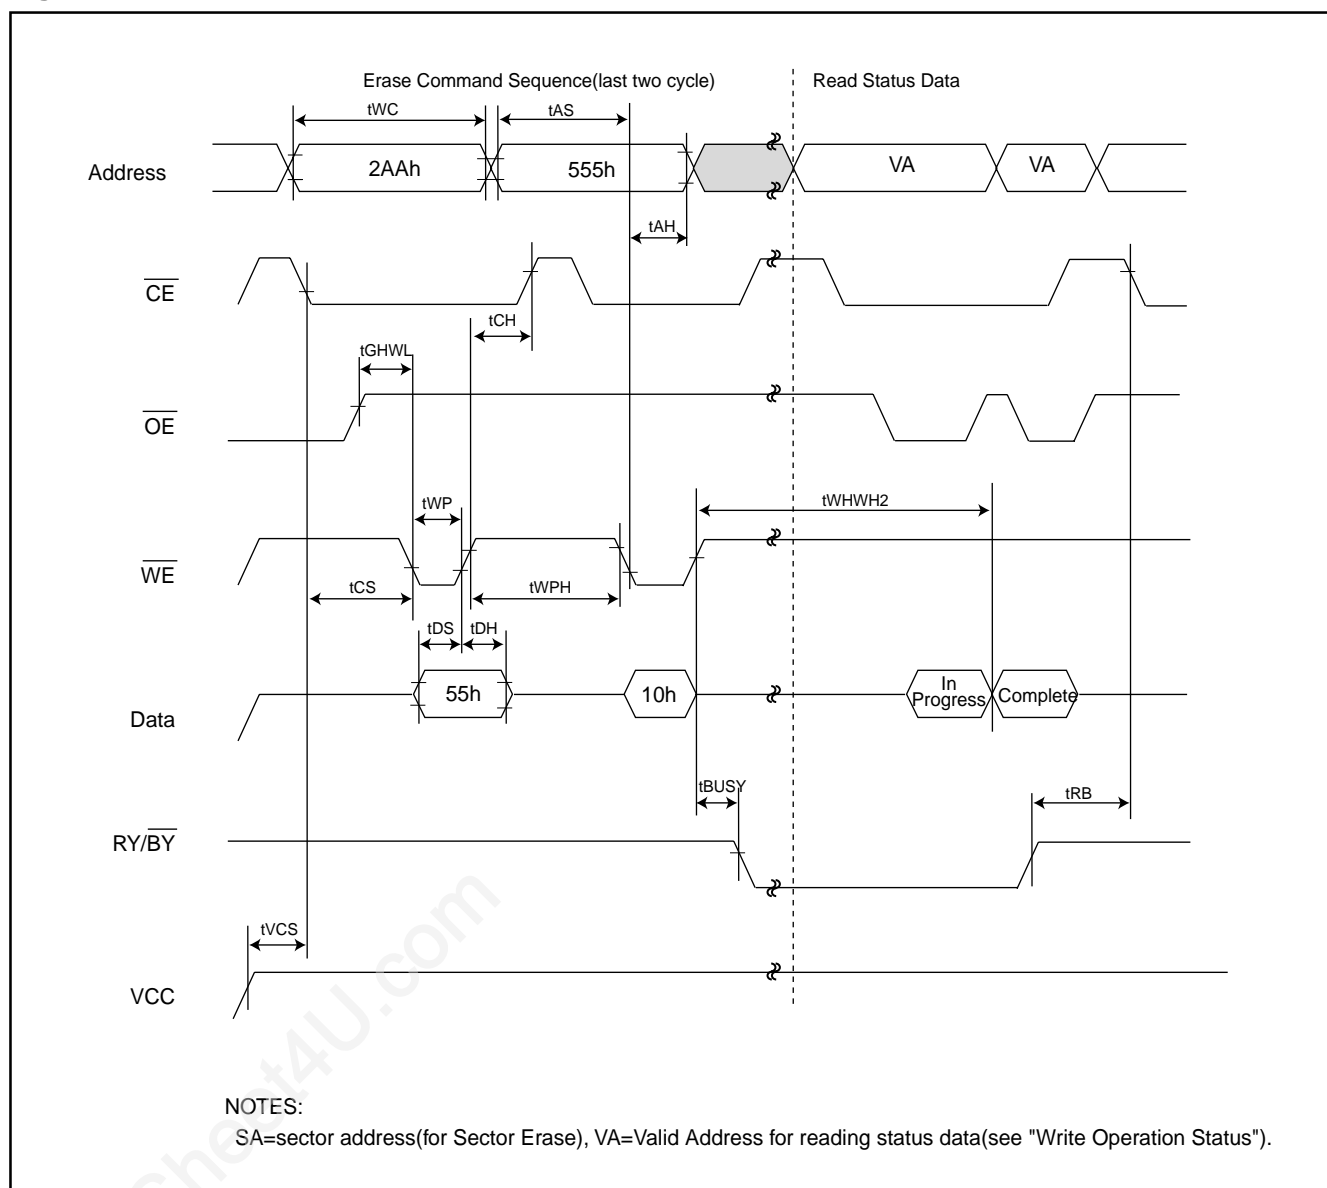 Erase Command Sequence(last two cycle) Read Status Data
tWC tAS
Address 2AAh 555h VA VA
tAH
CE
tCH
tGHWL
OE
tWP tWHWH2
WE
tCS tWPH
tDS tDH
Data 55h 10h In Progress Complete
tBUSY tRB
RY/BY
tVCS
VCC
NOTES:
SA=sector address(for Sector Erase), VA=Valid Address for reading status data(see "Write Operation Status").
Sheet4U.com